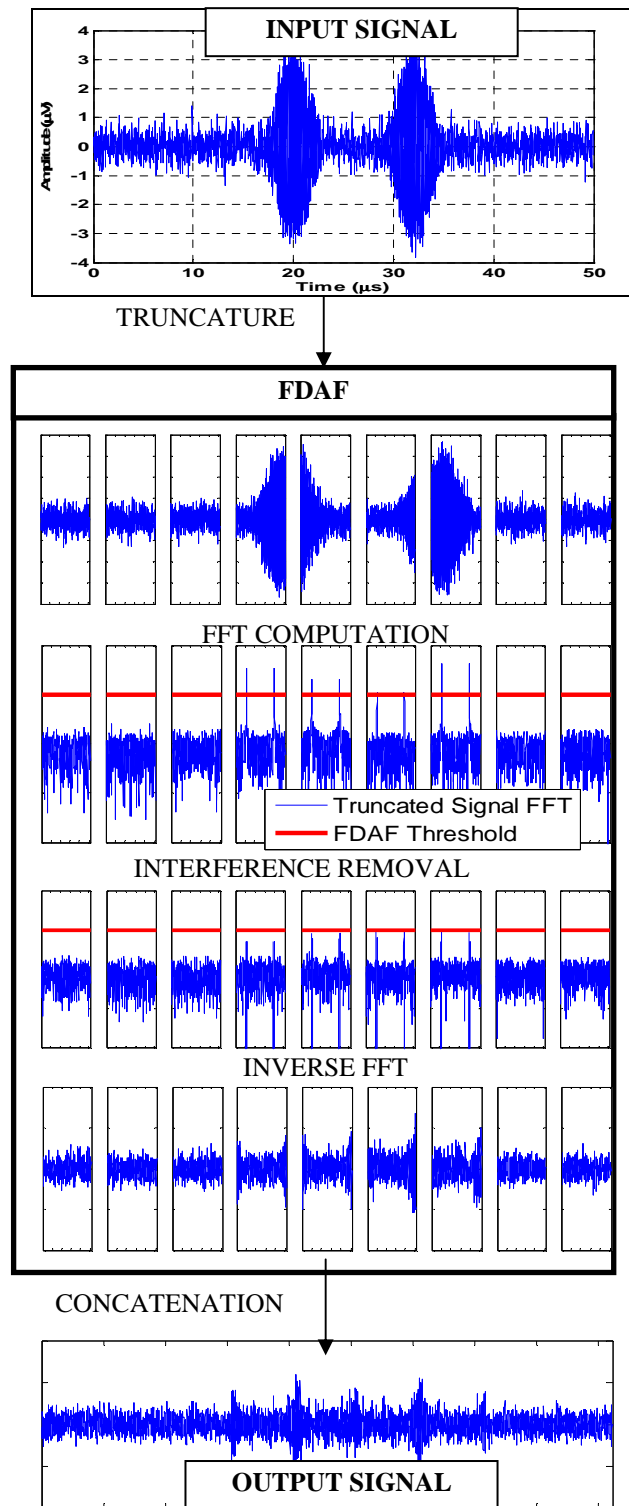 INPUT SIGNAL
4
3
2
1
0
-1
-2
-3
-4
Amplitude(µV)
0 10 20 30 40 50
Time (µs)
TRUNCATURE
FDAF
FFT COMPUTATION
Truncated Signal FFT
FDAF Threshold
INTERFERENCE REMOVAL
INVERSE FFT
CONCATENATION
OUTPUT SIGNAL